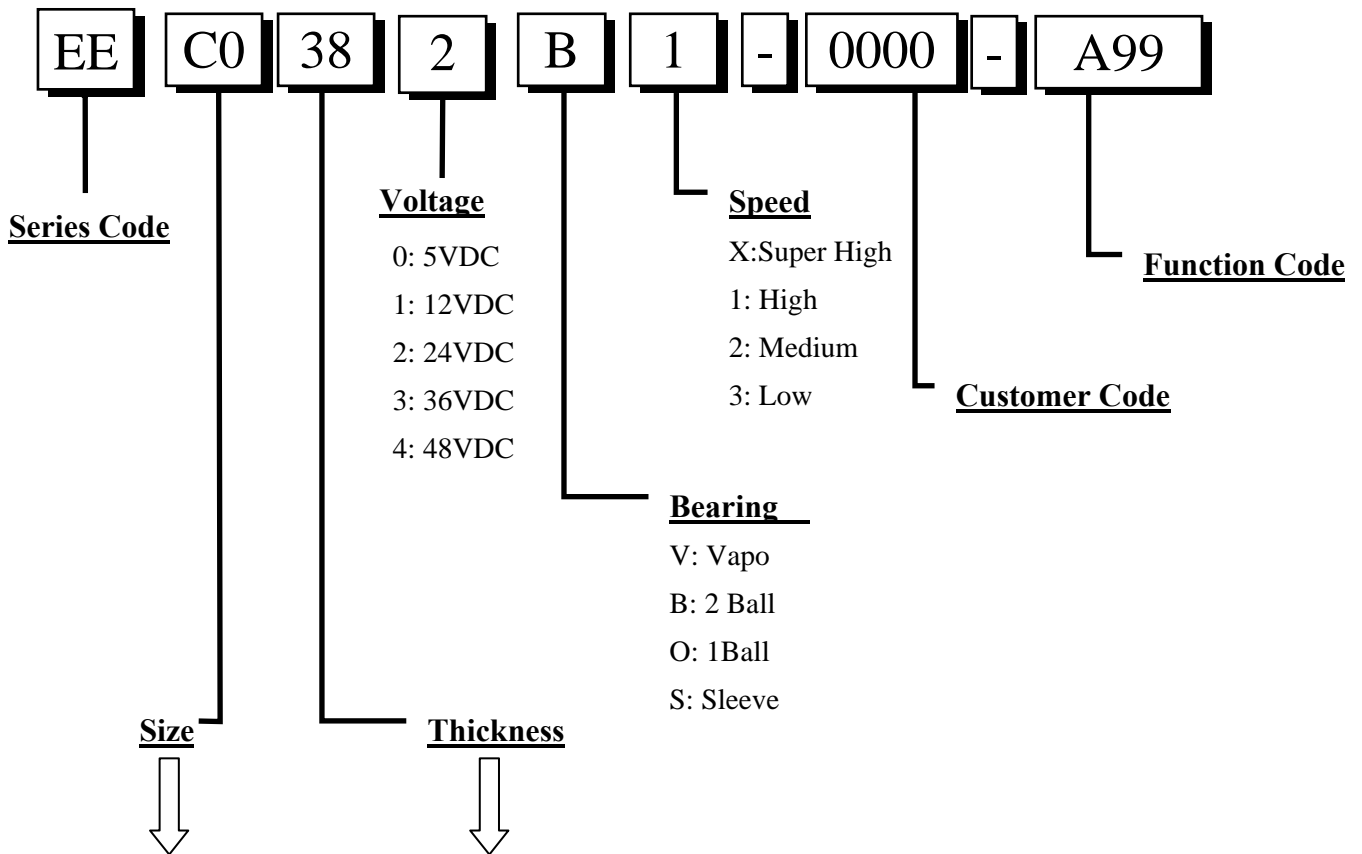 EE C0 38 2 B 1 - 0000 - A99
Series Code
Voltage
0: 5VDC
1: 12VDC
2: 24VDC
3: 36VDC
4: 48VDC
Speed
X:Super High
1: High
2: Medium
3: Low
Function Code
Customer Code
Bearing
V: Vapo
B: 2 Ball
O: 1Ball
S: Sleeve
Size
Thickness